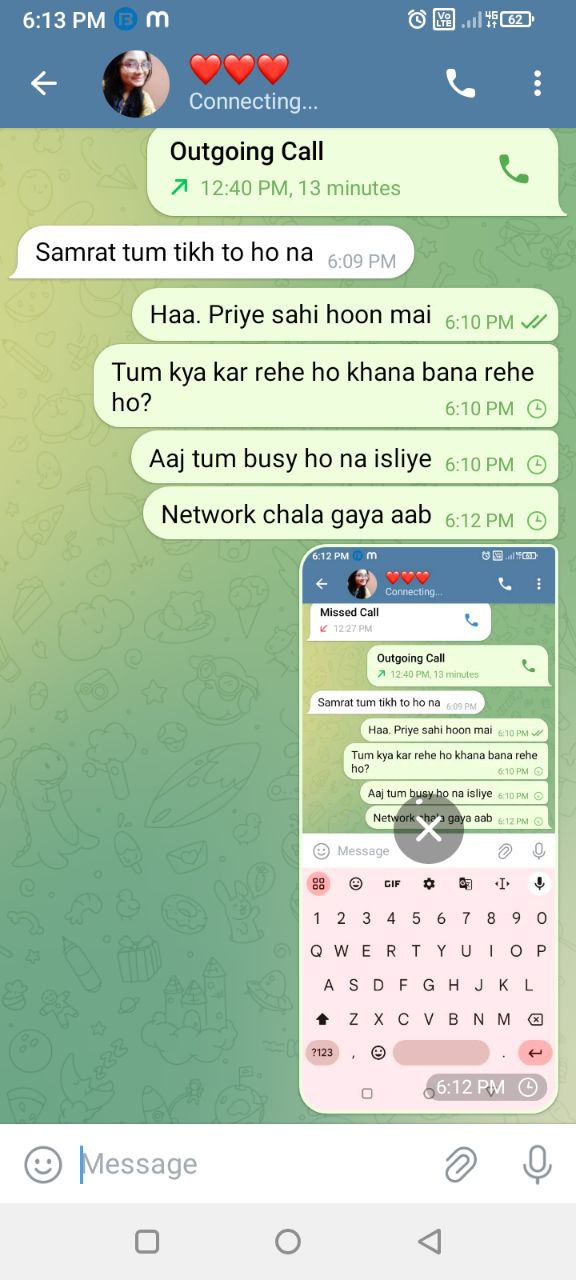 6:13 PM
Vo LTE 4G 62
❤️❤️❤️
Connecting...
Outgoing Call
12:40 PM, 13 minutes
Samrat tum tikh to ho na 6:09 PM
Haa. Priye sahi hoon mai 6:10 PM
Tum kya kar rehe ho khana bana rehe
ho?
6:10 PM
Aaj tum busy ho na isliye 6:10 PM
Network chala gaya aab 6:12 PM
6:12 PM
❤️❤️❤️
Connecting...
Missed Call
12:27 PM
Outgoing Call
12:40 PM, 13 minutes
Samrat tum tikh to ho na 6:09 PM
Haa. Priye sahi hoon mai 6:10 PM
Tum kya kar rehe ho khana bana rehe
ho?
6:10 PM
Aaj tum busy ho na isliye 6:10 PM
Network chala gaya aab 6:12 PM
Message
GIF
1 2 3 4 5 6 7 8 9 0
Q W E R T Y U I O P
A S D F G H J K L
Z X C V B N M
?123 , .
6:12 PM
Message